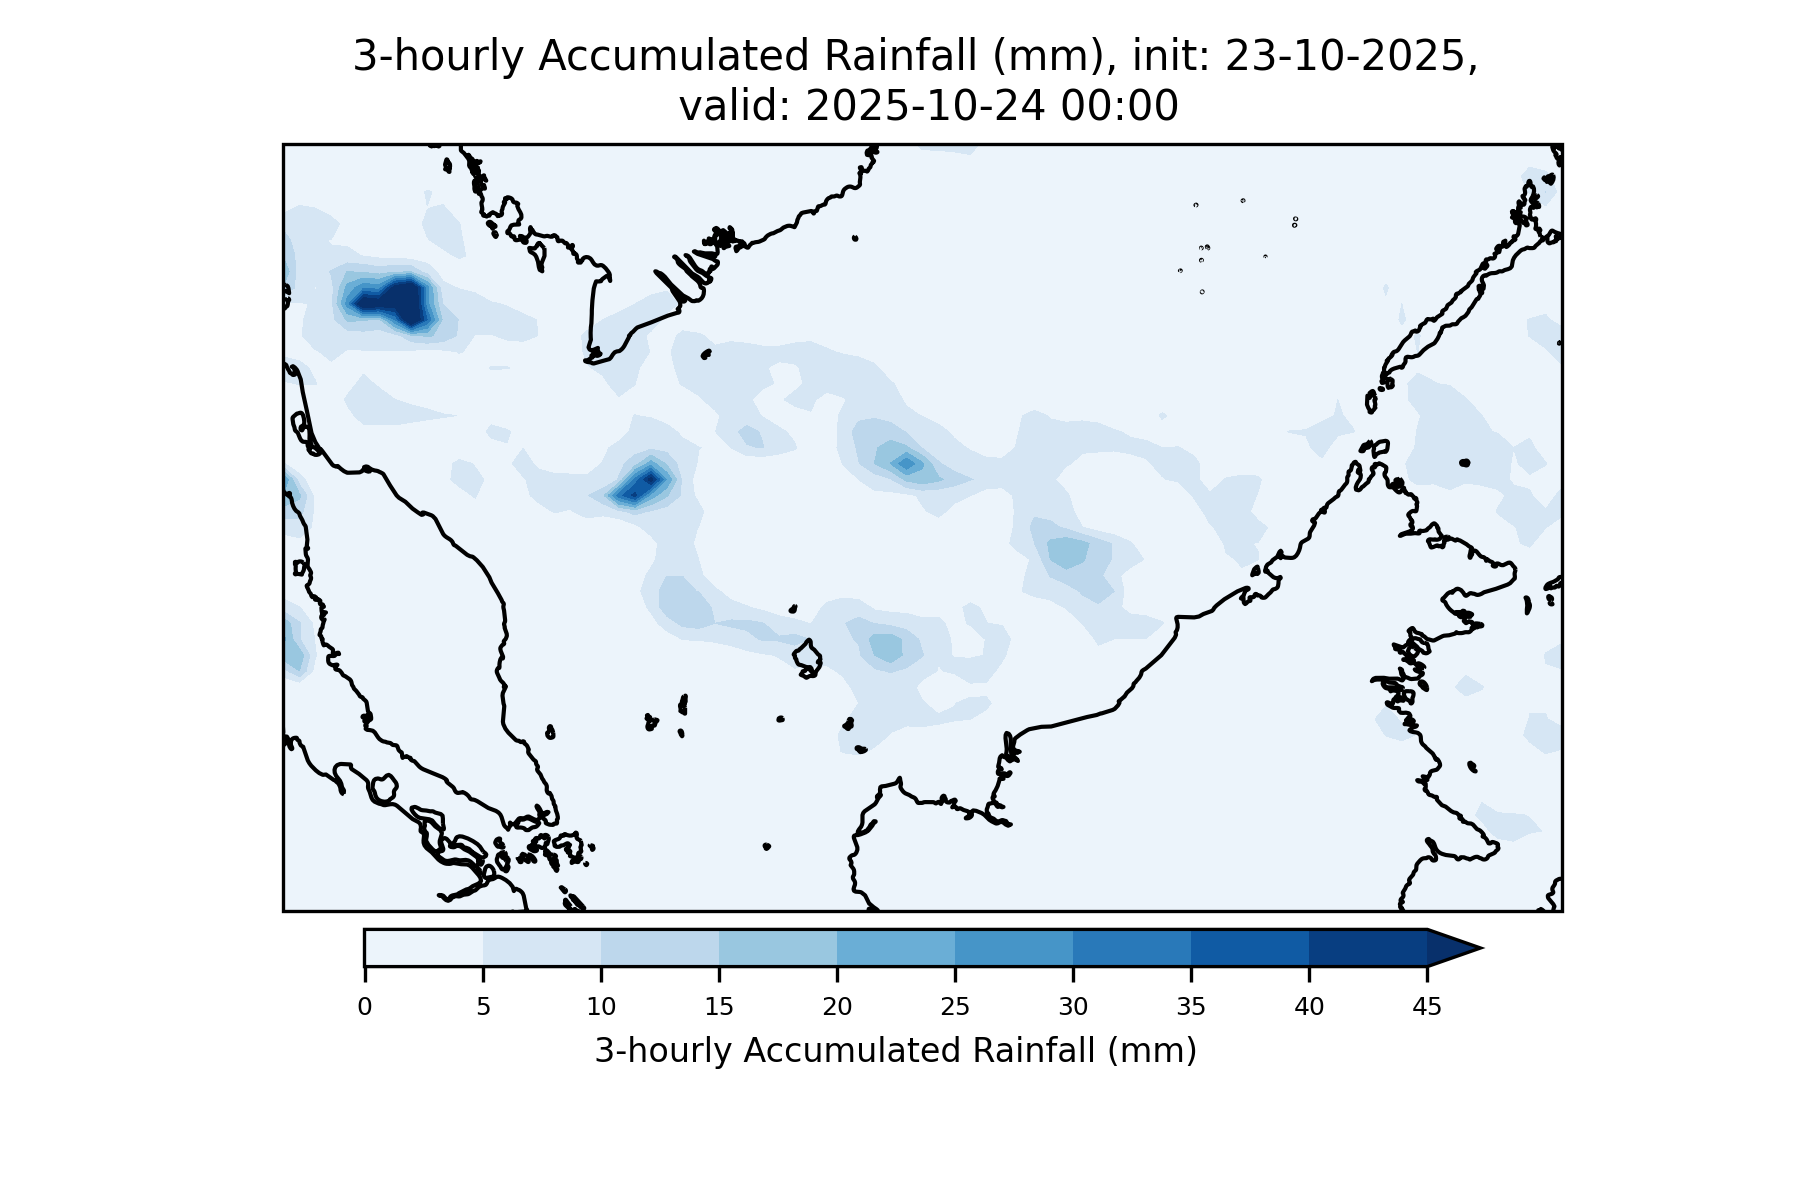 3-hourly Accumulated Rainfall (mm), init: 23-10-2025,
valid: 2025-10-24 00:00
0 5 10 15 20 25 30 35 40 45
3-hourly Accumulated Rainfall (mm)